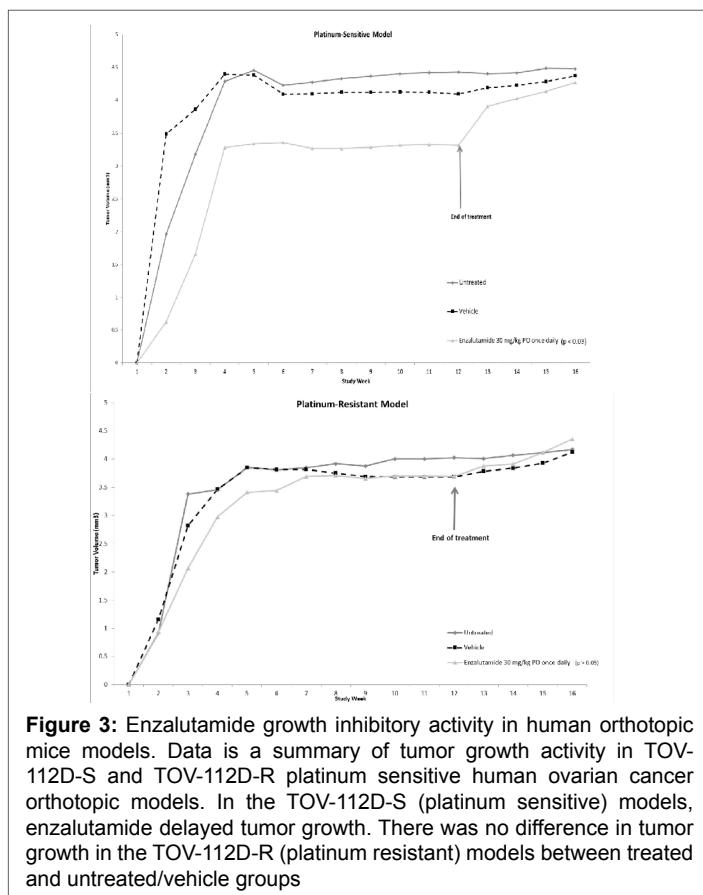 Platinum-Sensitive Model
5
4.5
4
3.5
3
2.5
2
1.5
1
0.5
0
Tumor Volume (mm3)
End of treatment
Untreated
Vehicle
Enzalutamide 30 mg/kg PO once daily (p < 0.03)
1 2 3 4 5 6 7 8 9 10 11 12 13 14 15 16
Study Week
Platinum-Resistant Model
5
4.5
4
3.5
3
2.5
2
1.5
1
0.5
0
Tumor Volume (mm3)
End of treatment
Untreated
Vehicle
Enzalutamide 30 mg/kg PO once daily (p > 0.05)
1 2 3 4 5 6 7 8 9 10 11 12 13 14 15 16
Study Week
Figure 3: Enzalutamide growth inhibitory activity in human orthotopic
mice models. Data is a summary of tumor growth activity in TOV-
112D-S and TOV-112D-R platinum sensitive human ovarian cancer
orthotopic models. In the TOV-112D-S (platinum sensitive) models,
enzalutamide delayed tumor growth. There was no difference in tumor
growth in the TOV-112D-R (platinum resistant) models between treated
and untreated/vehicle groups